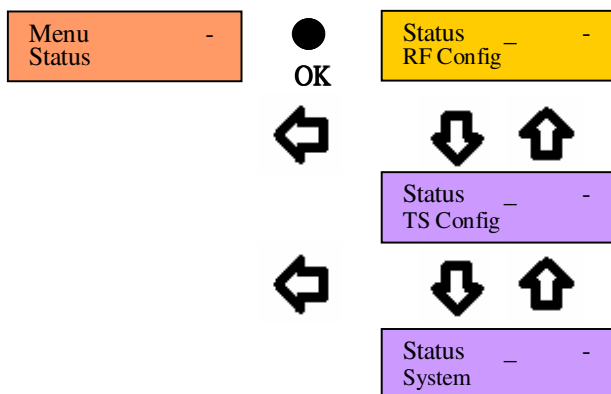 Menu -
Status
OK
Status _ -
RF Config
Status _ -
TS Config
Status _ -
System